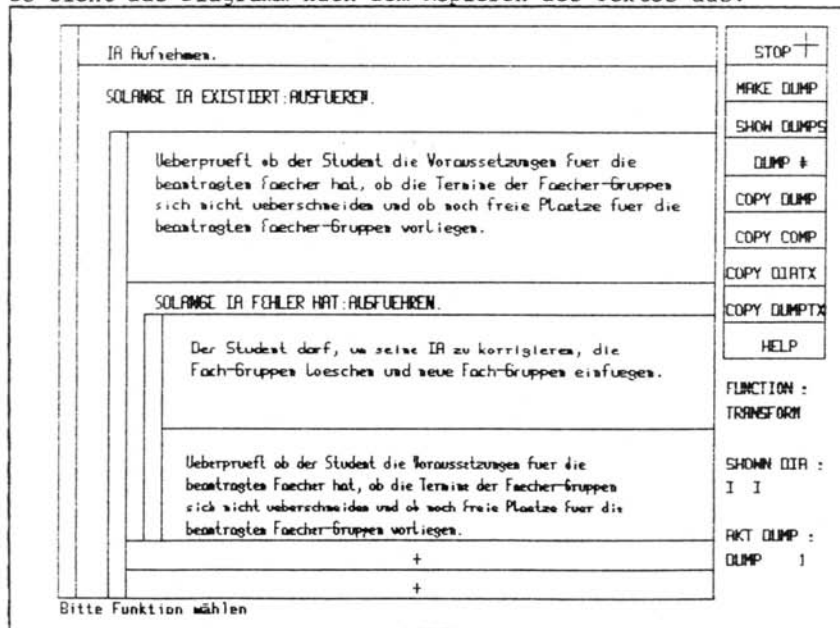 So sieht das Diagramm nach dem Kopieren des Textes aus:
IA Aufnehmen.
SOLANGE IA EXISTIERT:AUSFUEREN.
Ueberprueft ob der Student die Voraussetzungen fuer die
beantragten Faecher hat, ob die Termine der Faecher-Gruppen
sich nicht ueberschneiden und ob noch freie Plaetze fuer die
beantragten Faecher-Gruppen vorliegen.
SOLANGE IA FEHLER HAT:AUSFUEHREN.
Der Student darf, um seine IA zu korrigieren, die
Fach-Gruppen loeschen und neue Fach-Gruppen einfuegen.
Ueberprueft ob der Student die Voraussetzungen fuer die
beantragten Faecher hat, ob die Termine der Faecher-Gruppen
sich nicht ueberschneiden und ob noch freie Plaetze fuer die
beantragten Faecher-Gruppen vorliegen.
+
+
Bitte Funktion wählen
STOP
MAKE DUMP
SHOW DUMPS
DUMP #
COPY DUMP
COPY COMP
COPY DIATX
COPY DUMPTX
HELP
FUNCTION :
TRANSFORM
SHOWN DIA :
I I
AKT DUMP :
DUMP 1